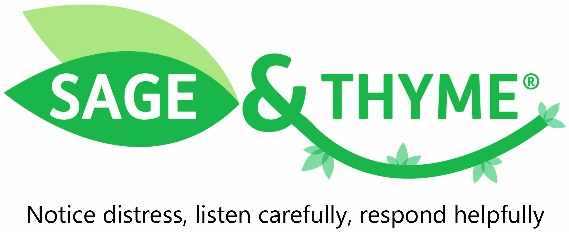 SAGE & THYME®
Notice distress, listen carefully, respond helpfully